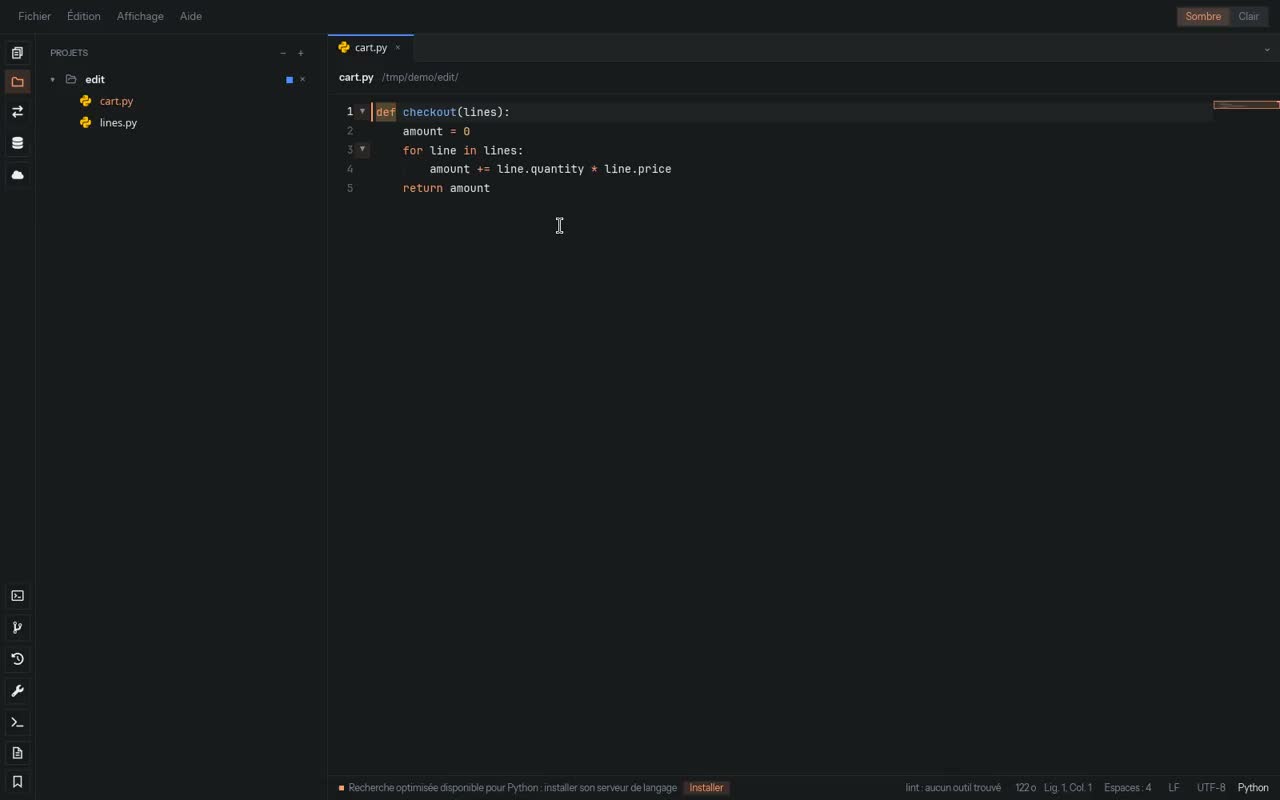 Fichier Édition Affichage Aide Sombre Clair
PROJETS − +
edit ×
cart.py
lines.py
cart.py ×
cart.py /tmp/demo/edit/
1 def checkout(lines):
2     amount = 0
3     for line in lines:
4         amount += line.quantity * line.price
5     return amount
Recherche optimisée disponible pour Python : installer son serveur de langage Installer lint : aucun outil trouvé 122 o Lig. 1, Col. 1 Espaces : 4 LF UTF-8 Python